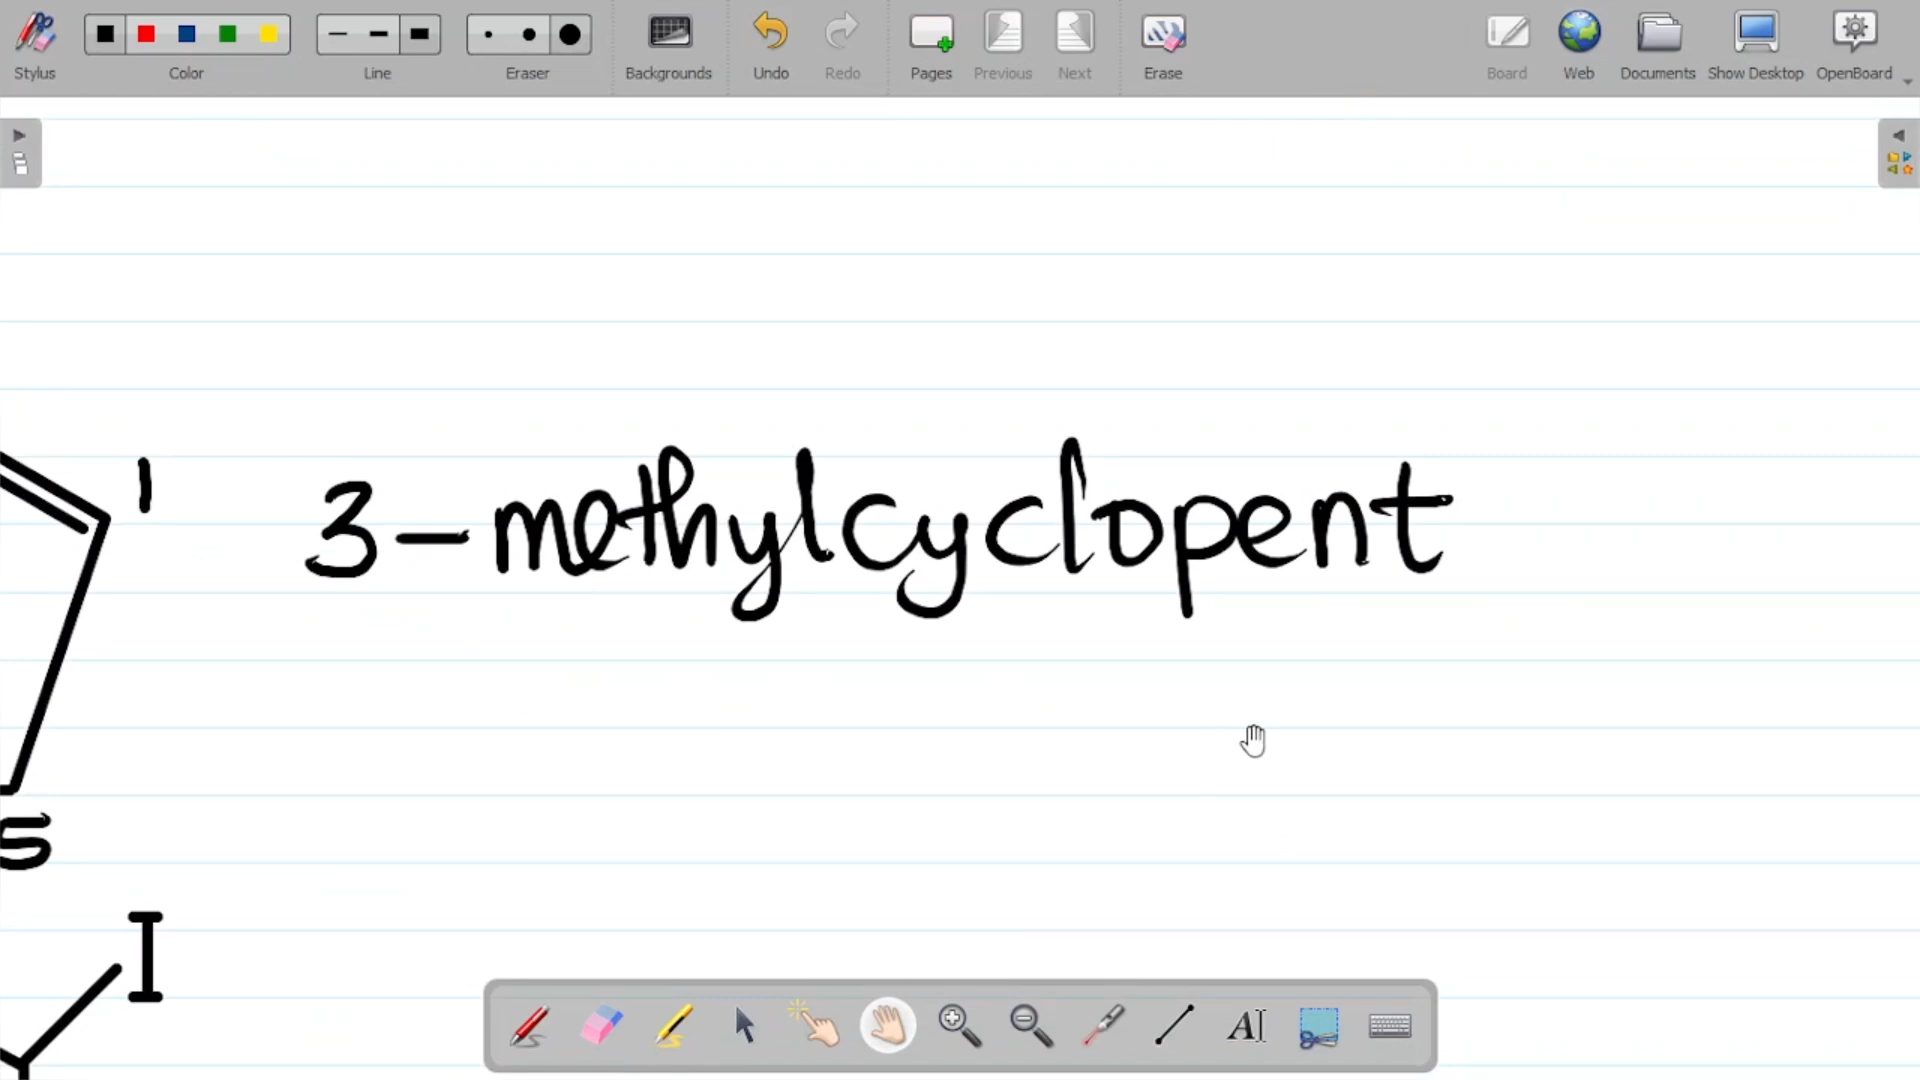 Stylus
Color
Line
Eraser
Backgrounds
Undo
Redo
Pages
Previous
Next
Erase
Board
Web
Documents
Show Desktop
OpenBoard
1
3-methylcyclopent
5
I
AI